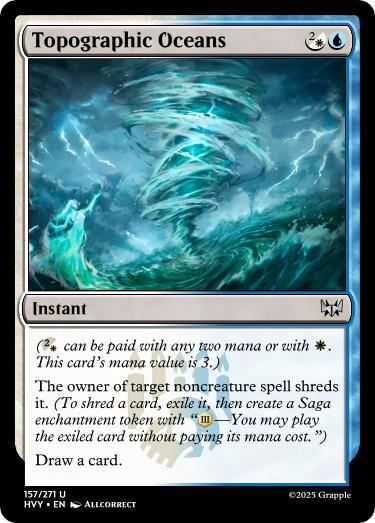 Topographic Oceans
Instant
(2 can be paid with any two mana or with .
This card's mana value is 3.)
The owner of target noncreature spell shreds
it. (To shred a card, exile it, then create a Saga
enchantment token with “III—You may play
the exiled card without paying its mana cost.”)
Draw a card.
157/271 U
HVY • EN ALLCORRECT
©2025 Grapple